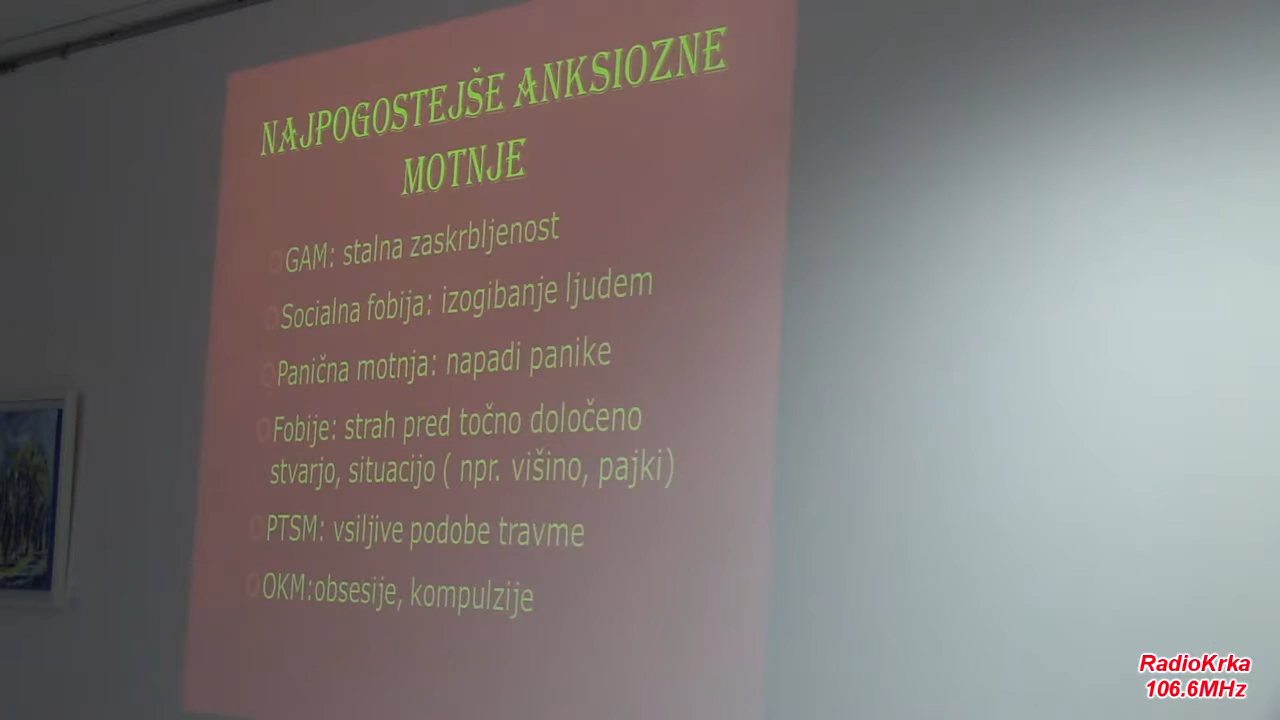 NAJPOGOSTEJŠE ANKSIOZNE
MOTNJE
GAM: stalna zaskrbljenost
Socialna fobija: izogibanje ljudem
Panična motnja: napadi panike
Fobije: strah pred točno določeno
stvarjo, situacijo ( npr. višino, pajki)
PTSM: vsiljive podobe travme
OKM:obsesije, kompulzije
RadioKrka
106.6MHz